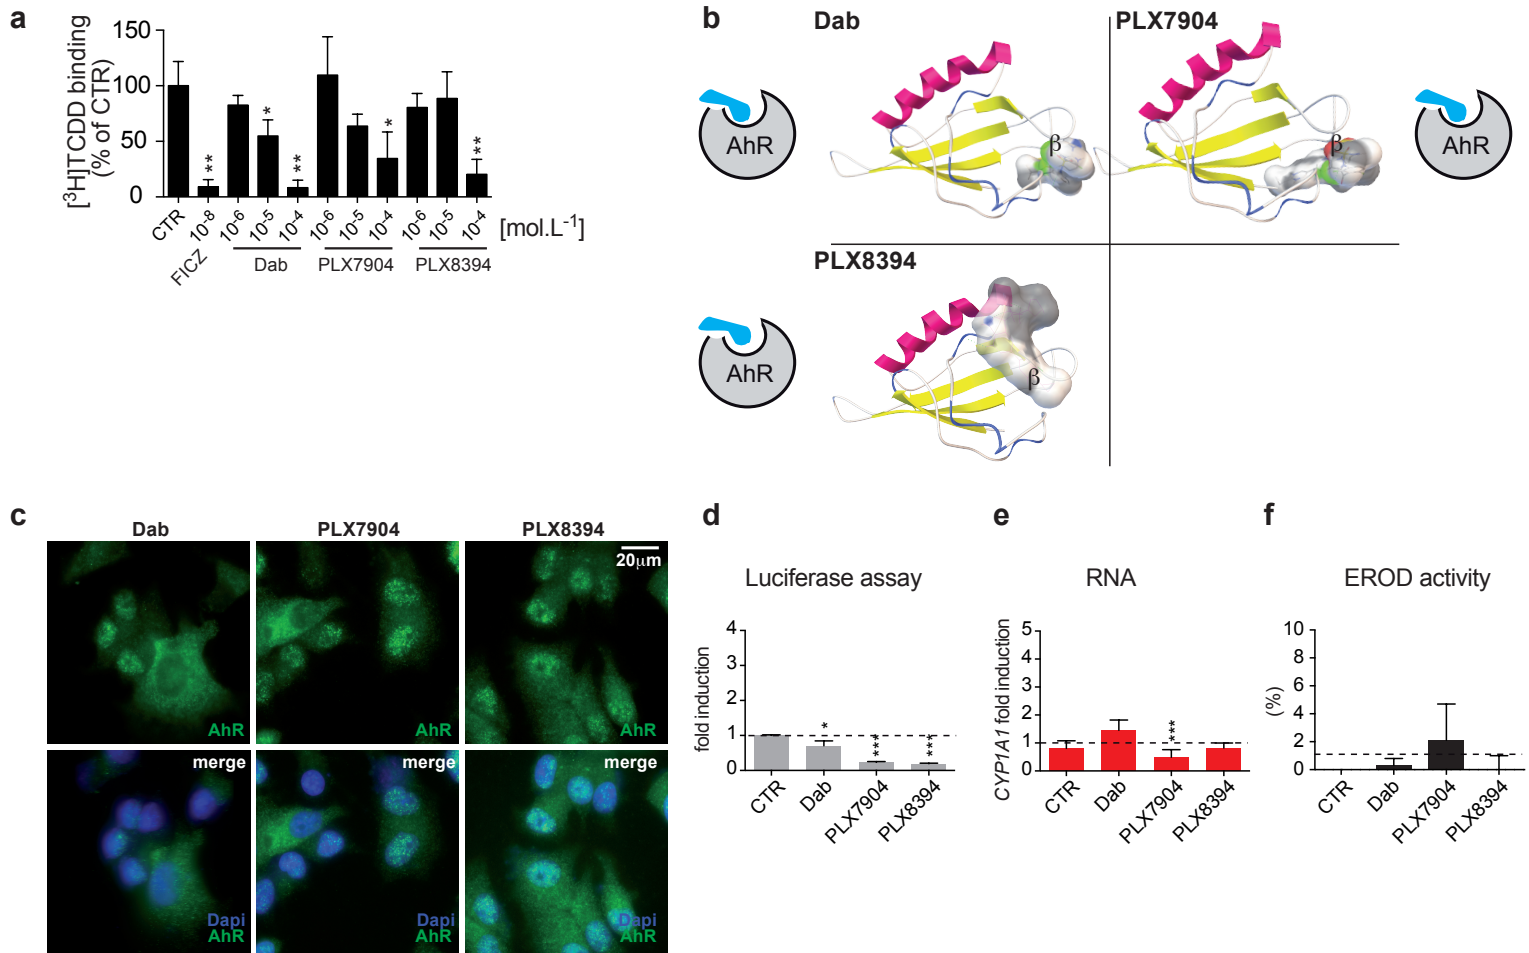 a
[³H]TCDD binding
(% of CTR)
150
100
50
0
**
*
**
*
**
CTR
10⁻⁸
10⁻⁶
10⁻⁵
10⁻⁴
10⁻⁶
10⁻⁵
10⁻⁴
10⁻⁶
10⁻⁵
10⁻⁴
[mol.L⁻¹]
FICZ
Dab
PLX7904
PLX8394
b
Dab
PLX7904
AhR
β
β
AhR
PLX8394
AhR
β
c
Dab
PLX7904
PLX8394
20μm
AhR
AhR
AhR
merge
merge
merge
Dapi
AhR
Dapi
AhR
Dapi
AhR
d
Luciferase assay
fold induction
4
3
2
1
0
*
***
***
CTR
Dab
PLX7904
PLX8394
e
RNA
CYP1A1 fold induction
5
4
3
2
1
0
***
CTR
Dab
PLX7904
PLX8394
f
EROD activity
(%)
10
8
6
4
2
0
CTR
Dab
PLX7904
PLX8394